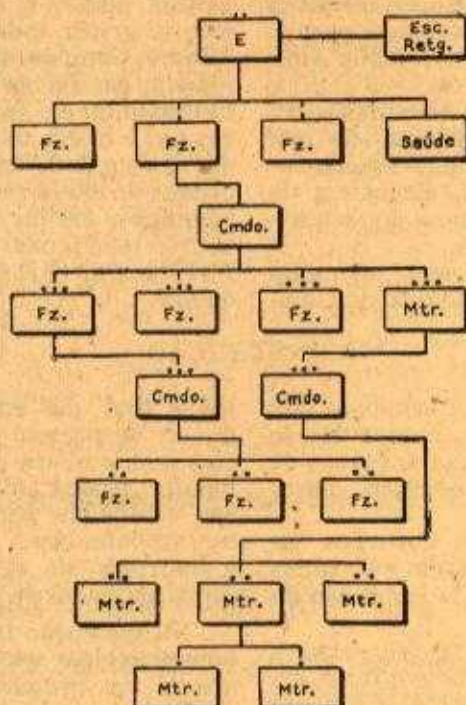 E
Esc.
Retg.
Fz.
Fz.
Fz.
Saúde
Cmdo.
Fz.
Fz.
Fz.
Mtr.
Cmdo.
Cmdo.
Fz.
Fz.
Fz.
Mtr.
Mtr.
Mtr.
Mtr.
Mtr.